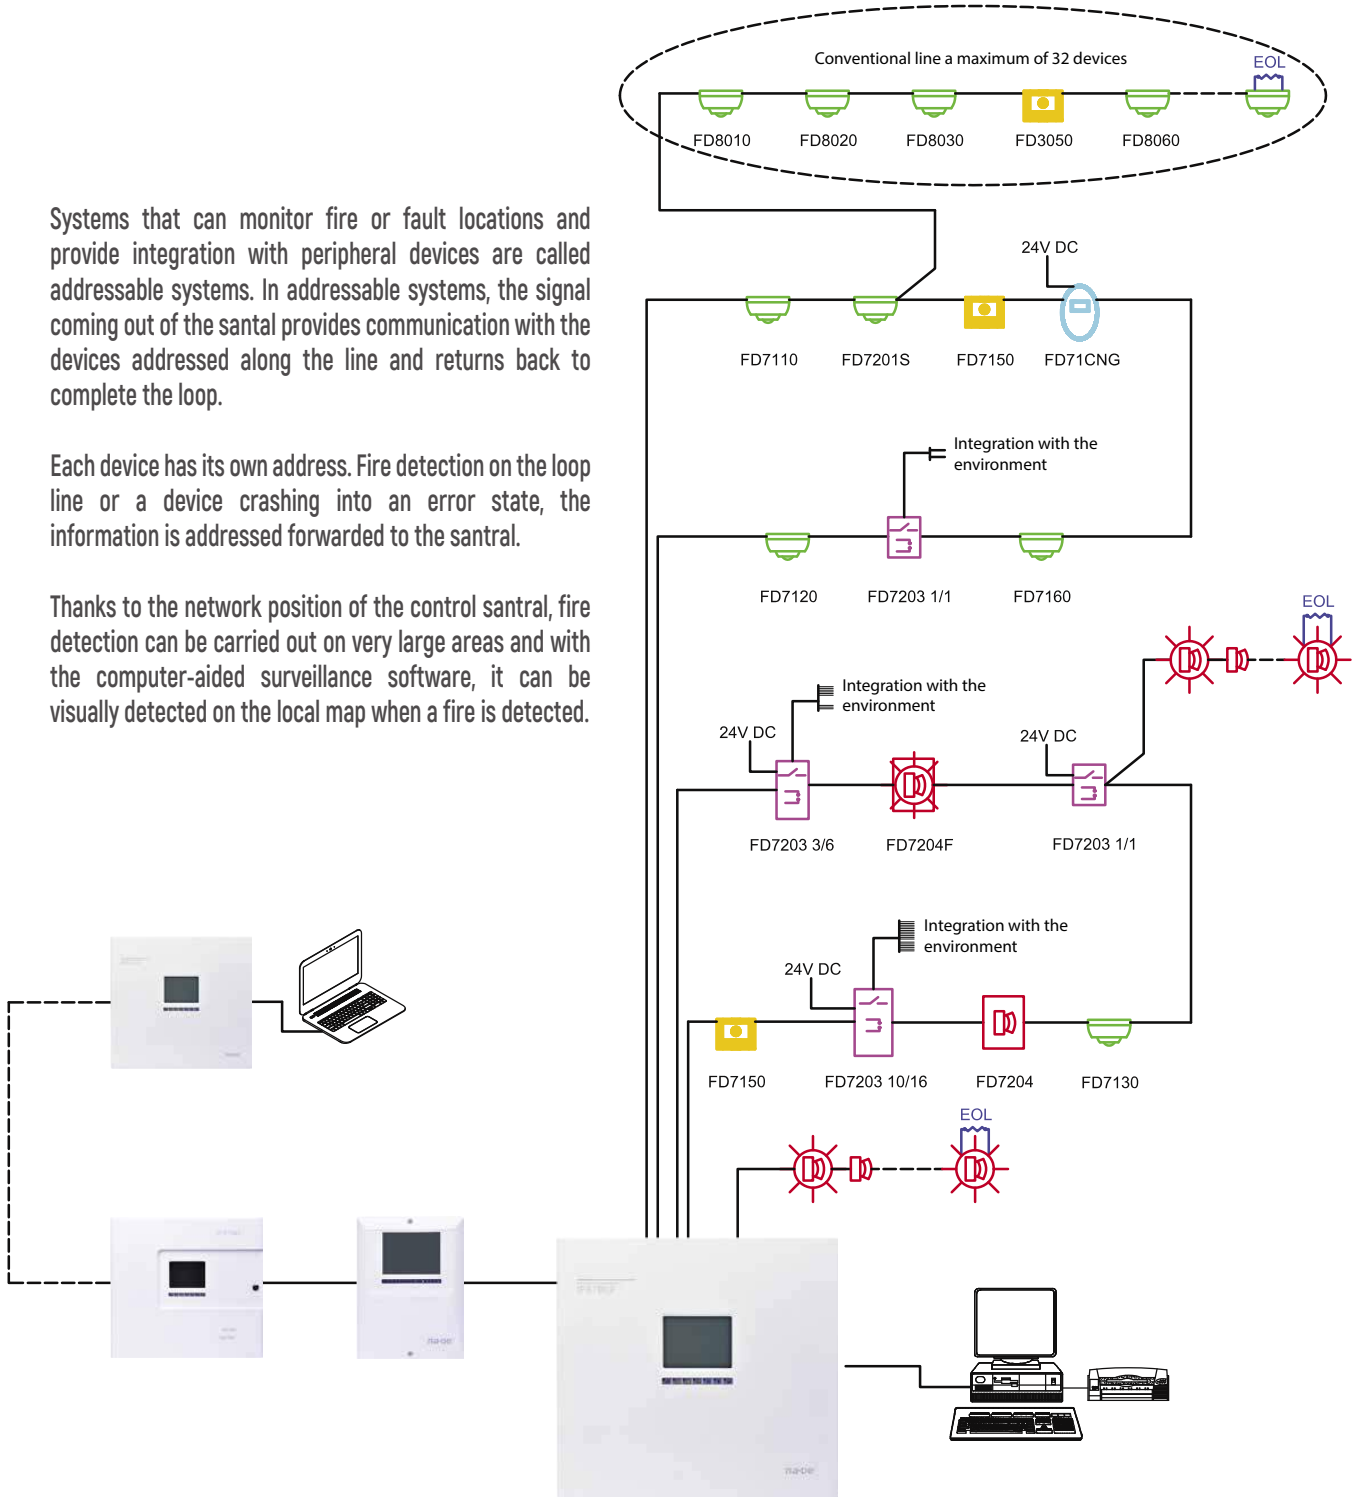 Conventional line a maximum of 32 devices
EOL
FD8010
FD8020
FD8030
FD3050
FD8060
Systems that can monitor fire or fault locations and
provide integration with peripheral devices are called
addressable systems. In addressable systems, the signal
coming out of the santal provides communication with the
devices addressed along the line and returns back to
complete the loop.
Each device has its own address. Fire detection on the loop
line or a device crashing into an error state, the
information is addressed forwarded to the santral.
Thanks to the network position of the control santral, fire
detection can be carried out on very large areas and with
the computer-aided surveillance software, it can be
visually detected on the local map when a fire is detected.
24V DC
FD7110
FD7201S
FD7150
FD71CNG
Integration with the
environment
FD7120
FD7203 1/1
FD7160
EOL
Integration with the
environment
24V DC
24V DC
FD7203 3/6
FD7204F
FD7203 1/1
Integration with the
environment
24V DC
FD7150
FD7203 10/16
FD7204
FD7130
EOL